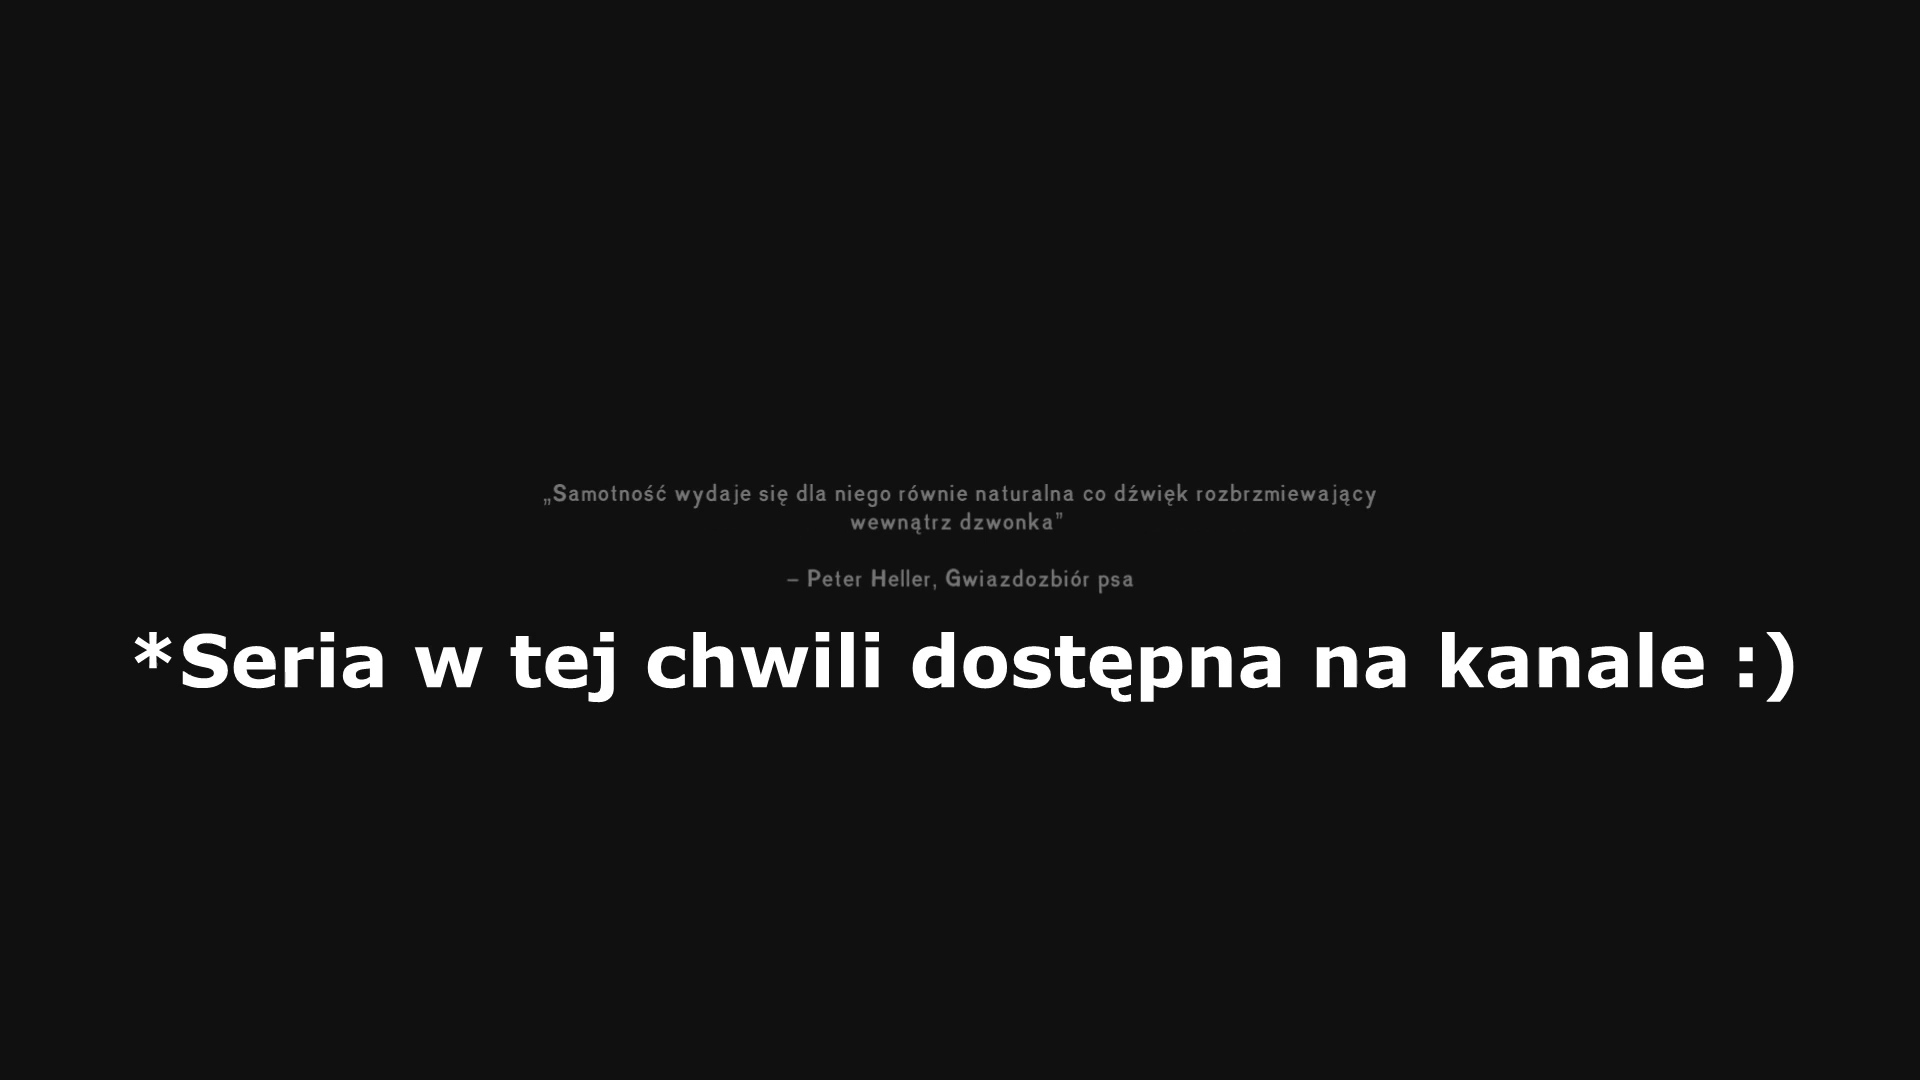 „Samotność wydaje się dla niego równie naturalna co dźwięk rozbrzmiewający
wewnątrz dzwonka”
– Peter Heller, Gwiazdozbiór psa
*Seria w tej chwili dostępna na kanale :)